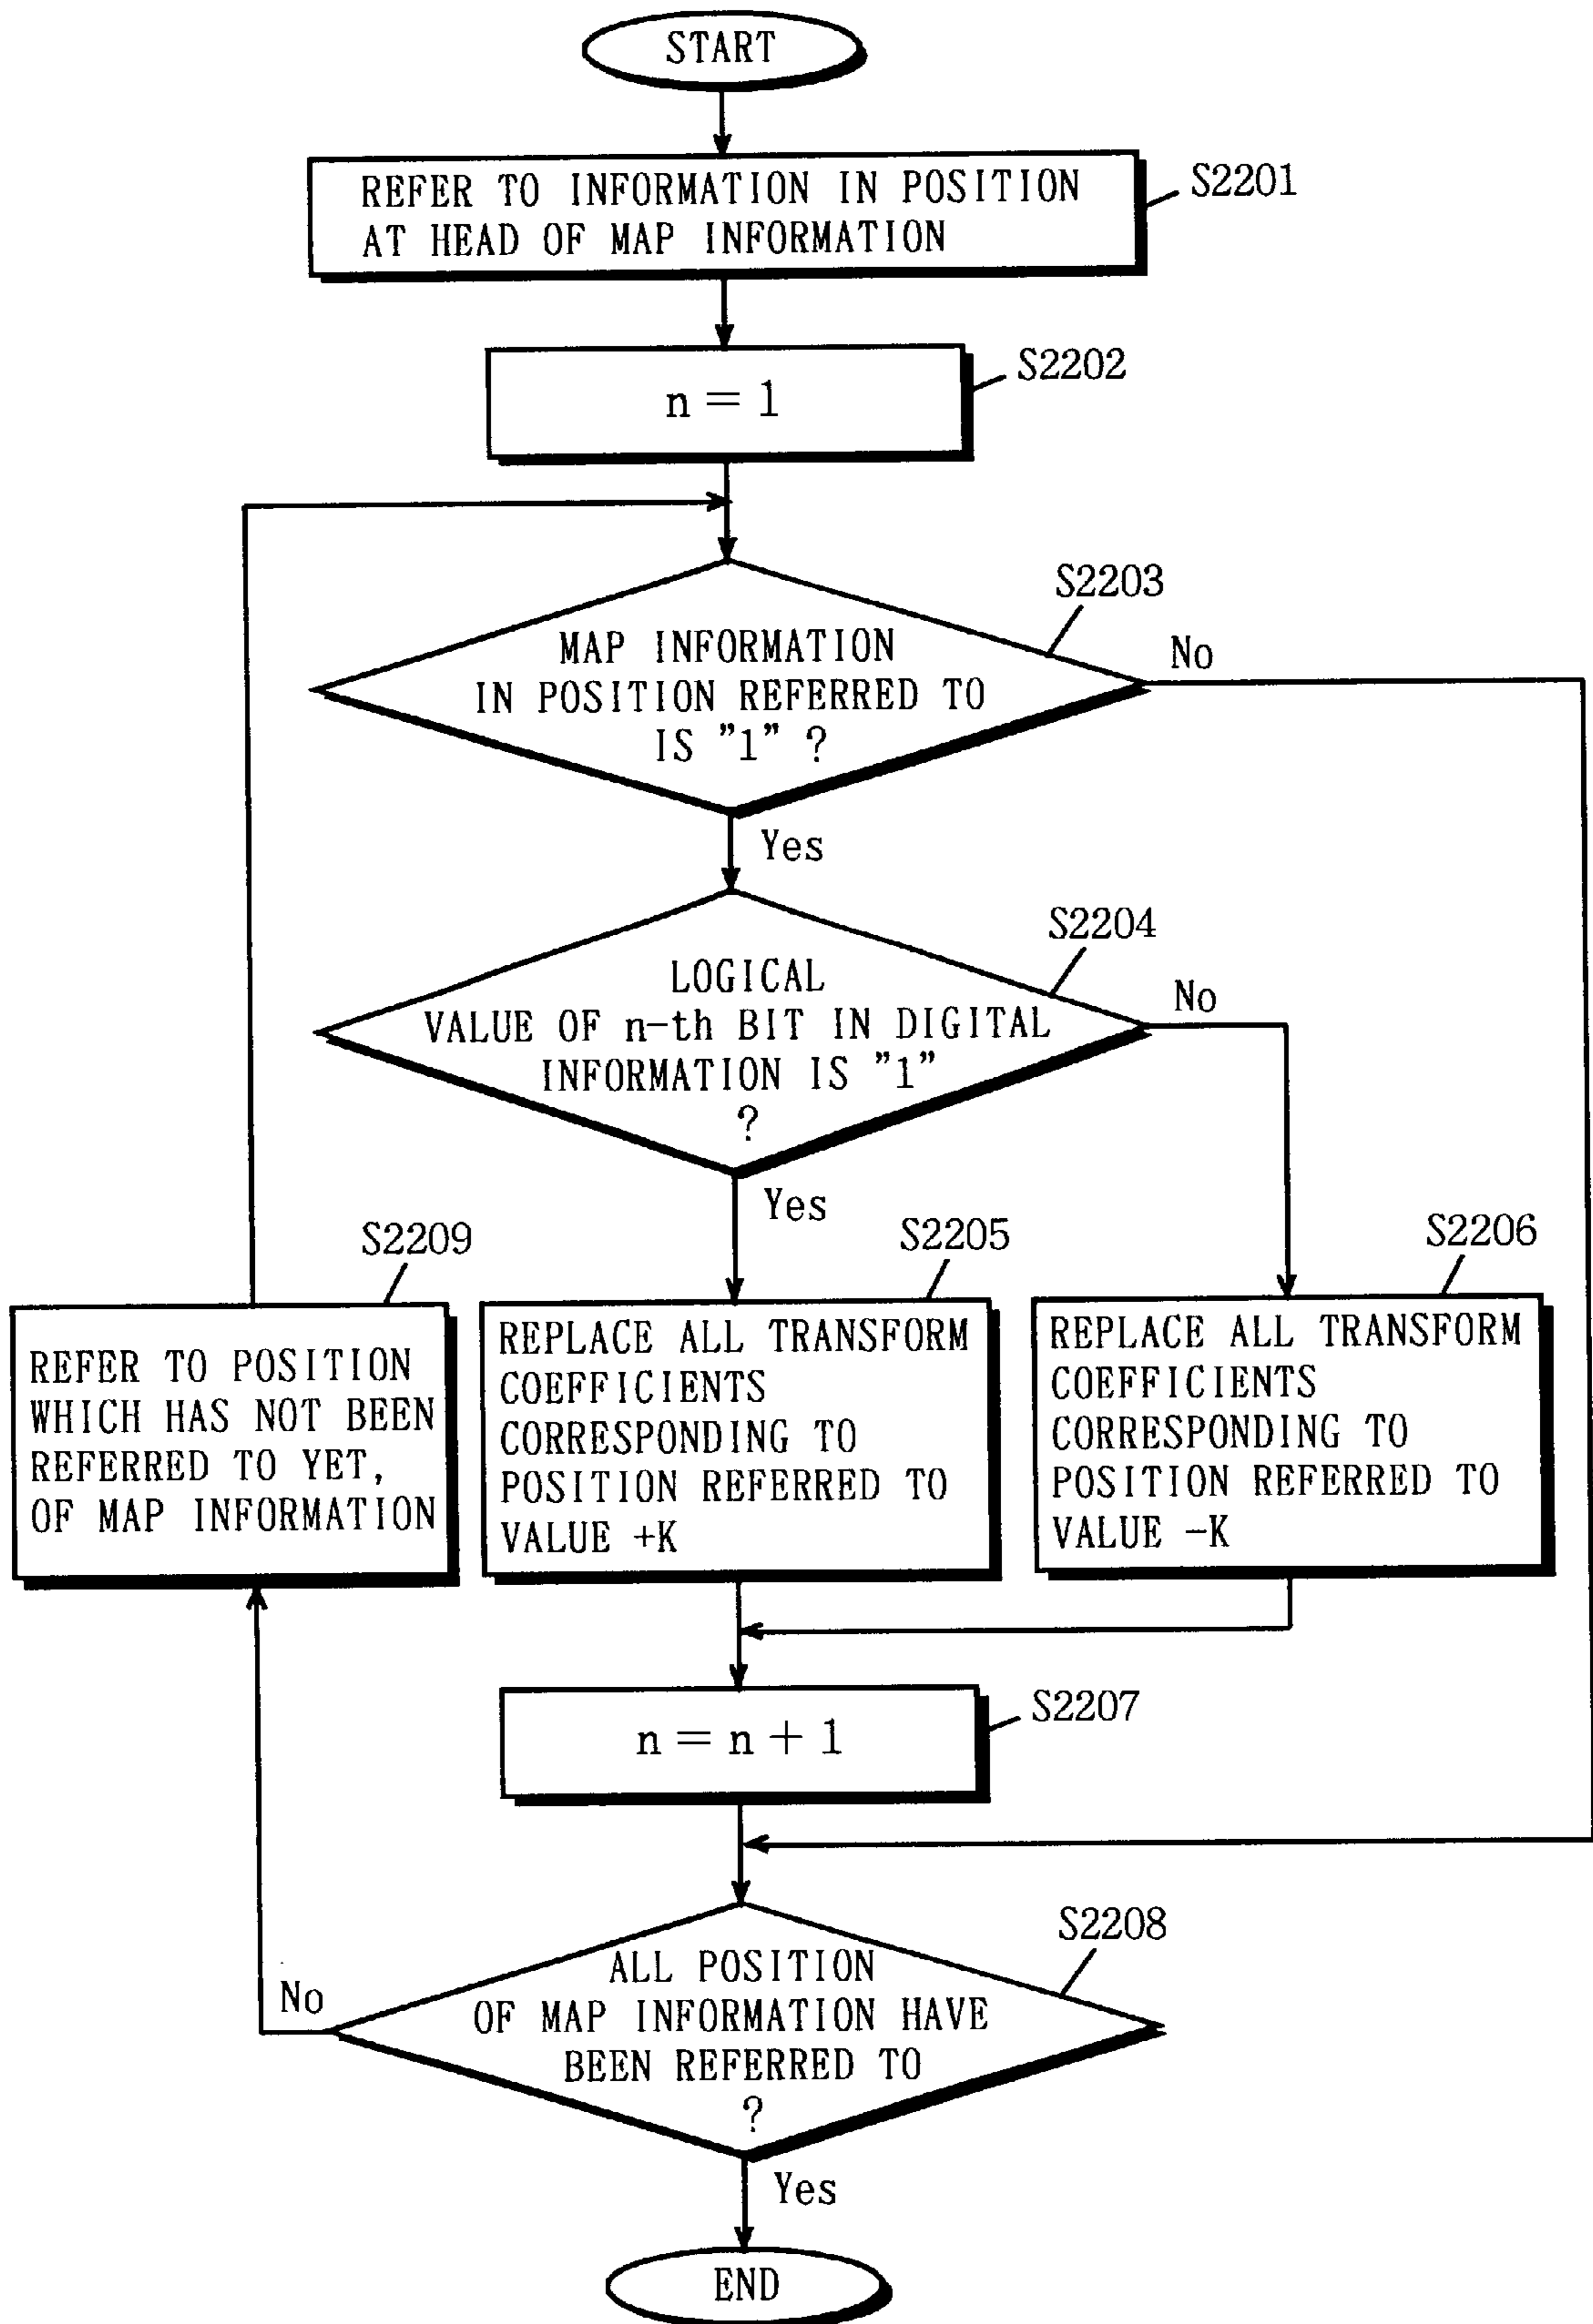 START
REFER TO INFORMATION IN POSITION
AT HEAD OF MAP INFORMATION
S2201
n = 1
S2202
S2203
MAP INFORMATION
IN POSITION REFERRED TO
IS "1" ?
No
Yes
S2204
LOGICAL
VALUE OF n-th BIT IN DIGITAL
INFORMATION IS "1"
?
No
Yes
S2209
REFER TO POSITION
WHICH HAS NOT BEEN
REFERRED TO YET,
OF MAP INFORMATION
S2205
REPLACE ALL TRANSFORM
COEFFICIENTS
CORRESPONDING TO
POSITION REFERRED TO
VALUE +K
S2206
REPLACE ALL TRANSFORM
COEFFICIENTS
CORRESPONDING TO
POSITION REFERRED TO
VALUE −K
n = n + 1
S2207
S2208
ALL POSITION
OF MAP INFORMATION HAVE
BEEN REFERRED TO
?
No
Yes
END